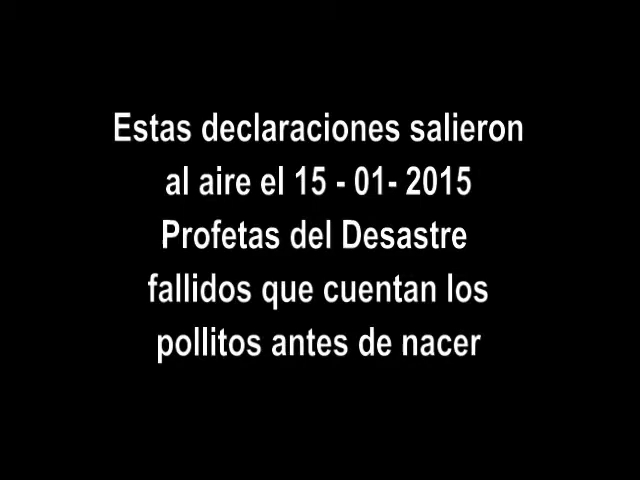 Estas declaraciones salieron
al aire el 15 - 01- 2015
Profetas del Desastre
fallidos que cuentan los
pollitos antes de nacer